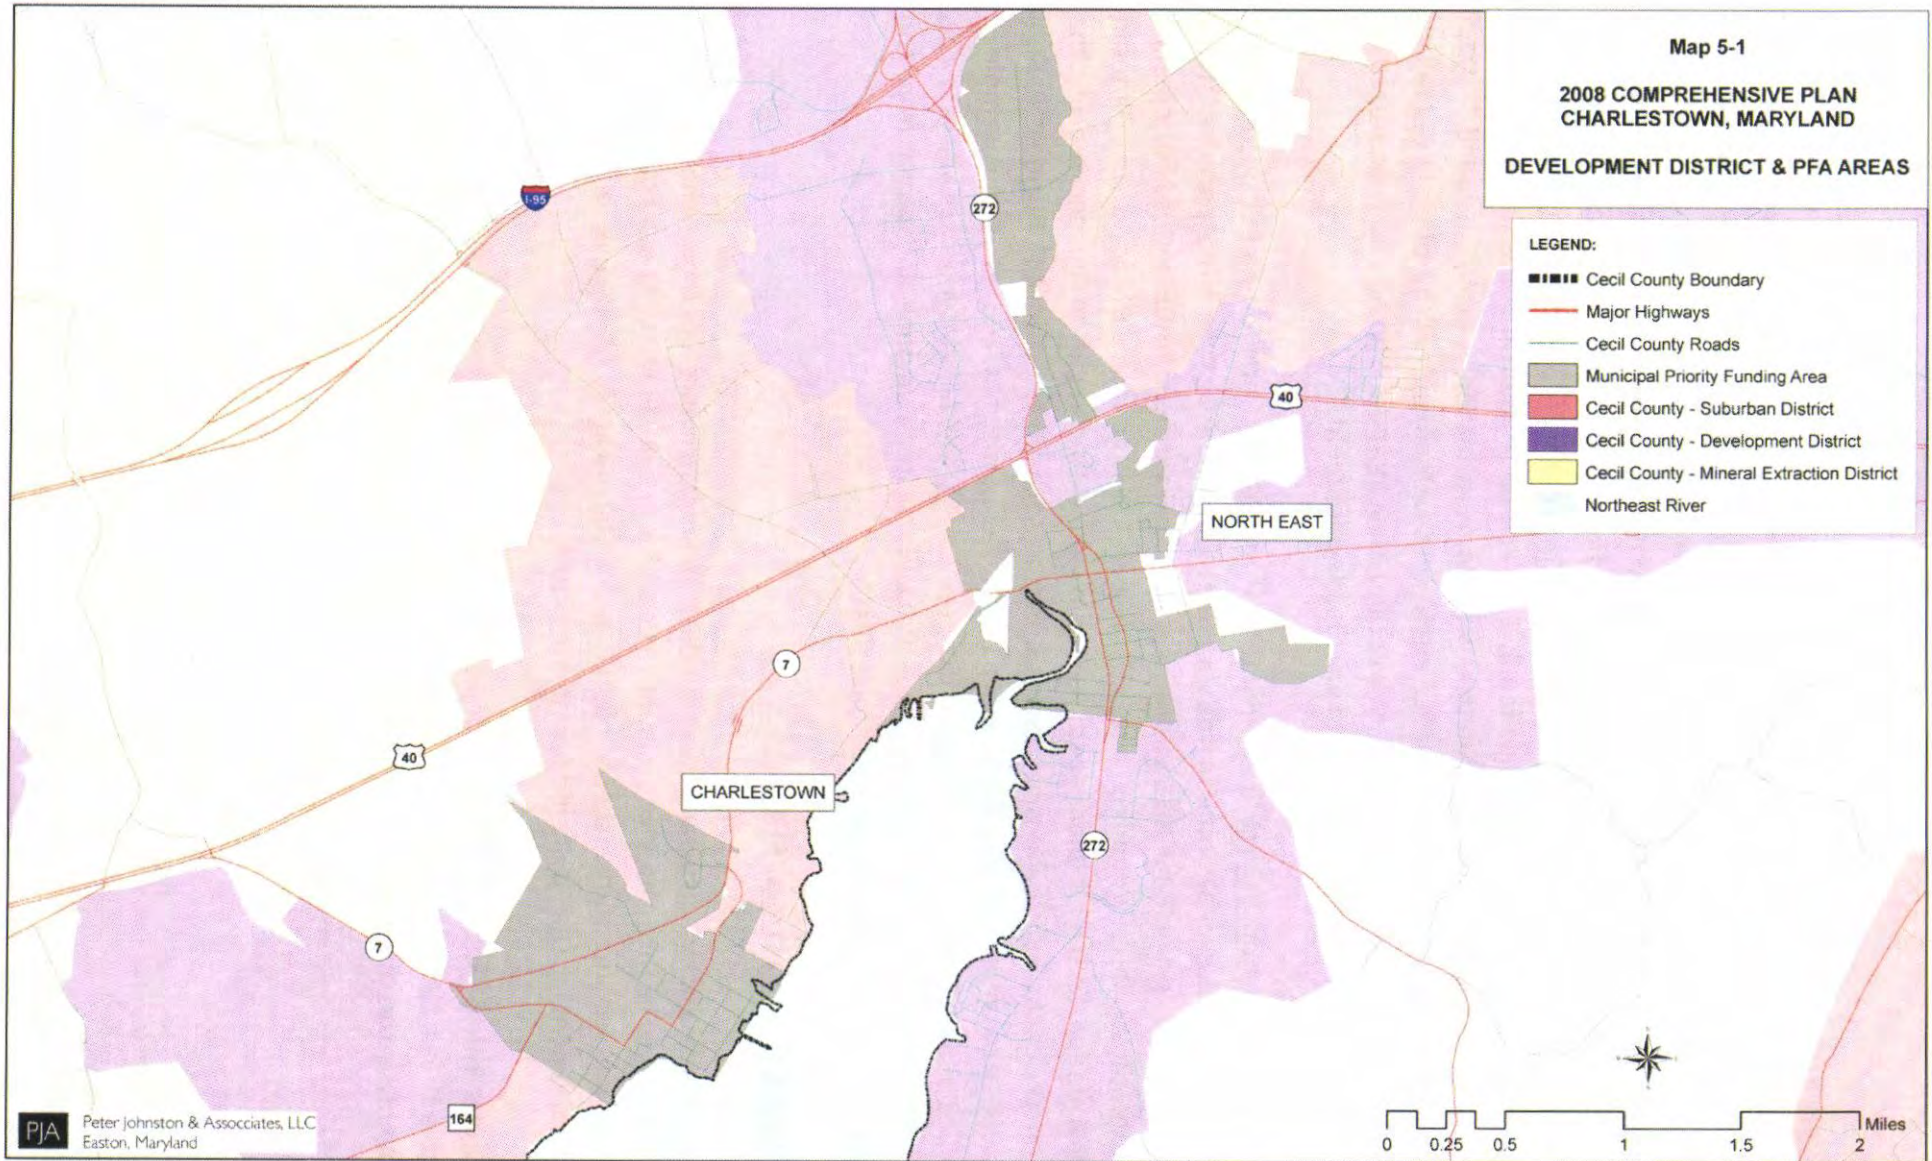 Map 5-1
2008 COMPREHENSIVE PLAN
CHARLESTOWN, MARYLAND
DEVELOPMENT DISTRICT & PFA AREAS
LEGEND:
Cecil County Boundary
Major Highways
Cecil County Roads
Municipal Priority Funding Area
Cecil County - Suburban District
Cecil County - Development District
Cecil County - Mineral Extraction District
Northeast River
I-95
272
40
NORTH EAST
7
40
CHARLESTOWN
272
7
164
PJA
Peter Johnston & Assocciates, LLC
Easton, Maryland
0 0.25 0.5 1 1.5 2 Miles